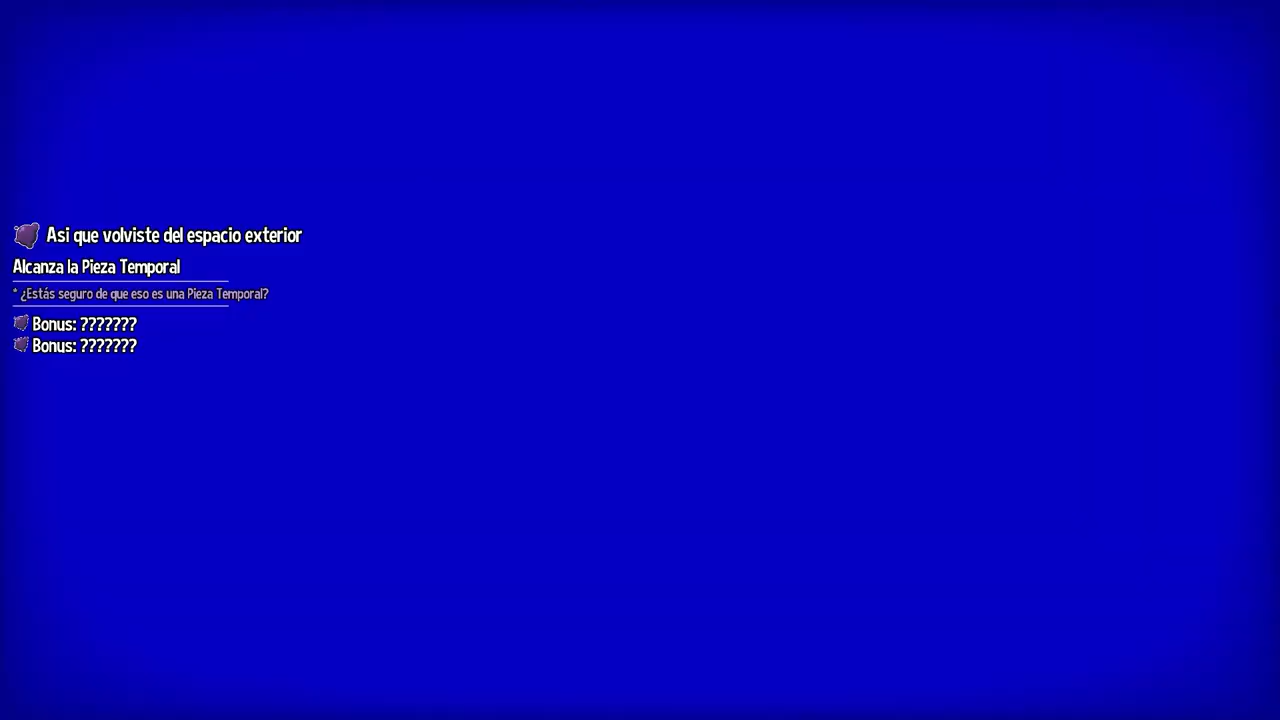 Asi que volviste del espacio exterior
Alcanza la Pieza Temporal
* ¿Estás seguro de que eso es una Pieza Temporal?
Bonus: ???????
Bonus: ???????